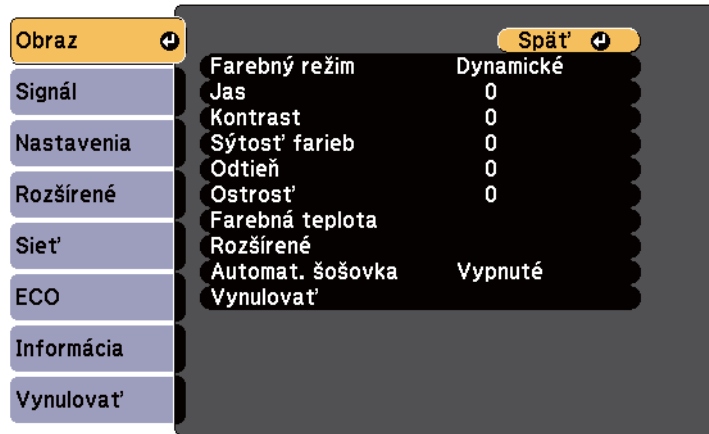 Obraz
Signál
Nastavenia
Rozšírené
Sieť
ECO
Informácia
Vynulovať
Späť
Farebný režim Dynamické
Jas 0
Kontrast 0
Sýtosť farieb 0
Odtieň 0
Ostrosť 0
Farebná teplota
Rozšírené
Automat. šošovka Vypnuté
Vynulovať